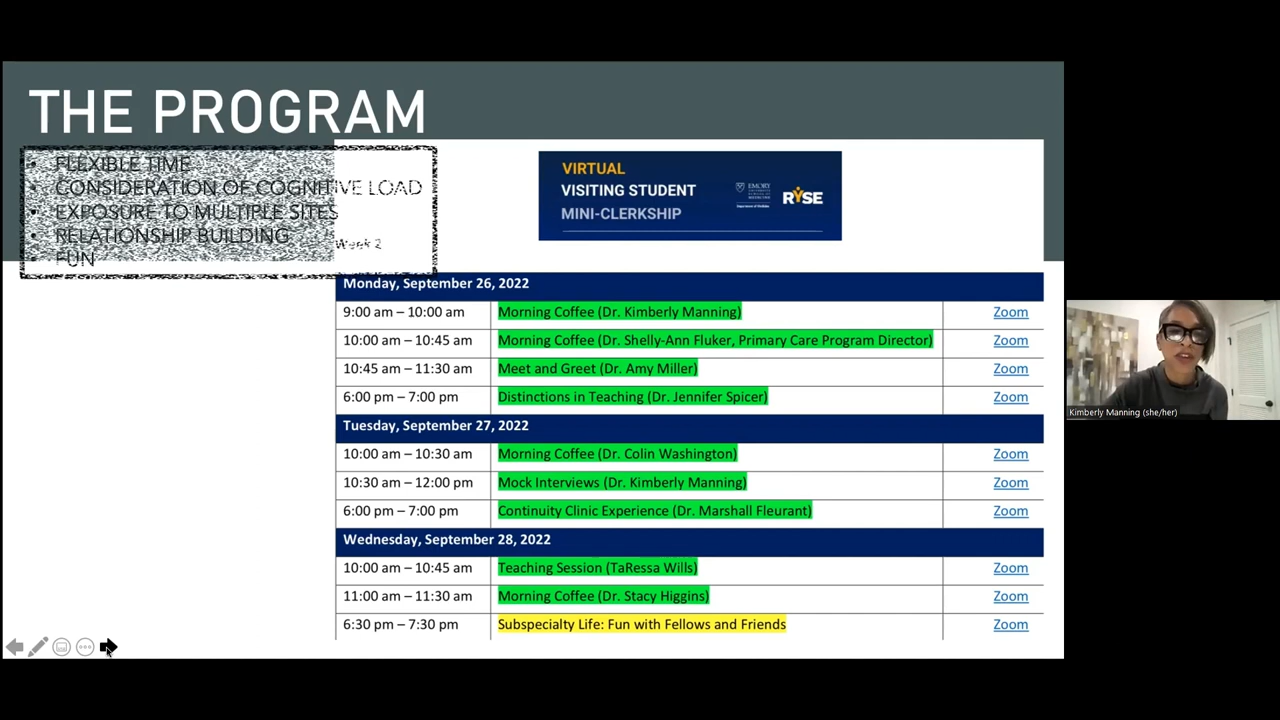 THE PROGRAM
• FLEXIBLE TIME
• CONSIDERATION OF COGNITIVE LOAD
• EXPOSURE TO MULTIPLE SITES
• RELATIONSHIP BUILDING
• FUN
VIRTUAL
VISITING STUDENT
MINI-CLERKSHIP
EMORY
RYSE
Week 2
Monday, September 26, 2022
9:00 am – 10:00 am Morning Coffee (Dr. Kimberly Manning) Zoom
10:00 am – 10:45 am Morning Coffee (Dr. Shelly-Ann Fluker, Primary Care Program Director) Zoom
10:45 am – 11:30 am Meet and Greet (Dr. Amy Miller) Zoom
6:00 pm – 7:00 pm Distinctions in Teaching (Dr. Jennifer Spicer) Zoom
Tuesday, September 27, 2022
10:00 am – 10:30 am Morning Coffee (Dr. Colin Washington) Zoom
10:30 am – 12:00 pm Mock Interviews (Dr. Kimberly Manning) Zoom
6:00 pm – 7:00 pm Continuity Clinic Experience (Dr. Marshall Fleurant) Zoom
Wednesday, September 28, 2022
10:00 am – 10:45 am Teaching Session (TaRessa Wills) Zoom
11:00 am – 11:30 am Morning Coffee (Dr. Stacy Higgins) Zoom
6:30 pm – 7:30 pm Subspecialty Life: Fun with Fellows and Friends Zoom
Kimberly Manning (she/her)